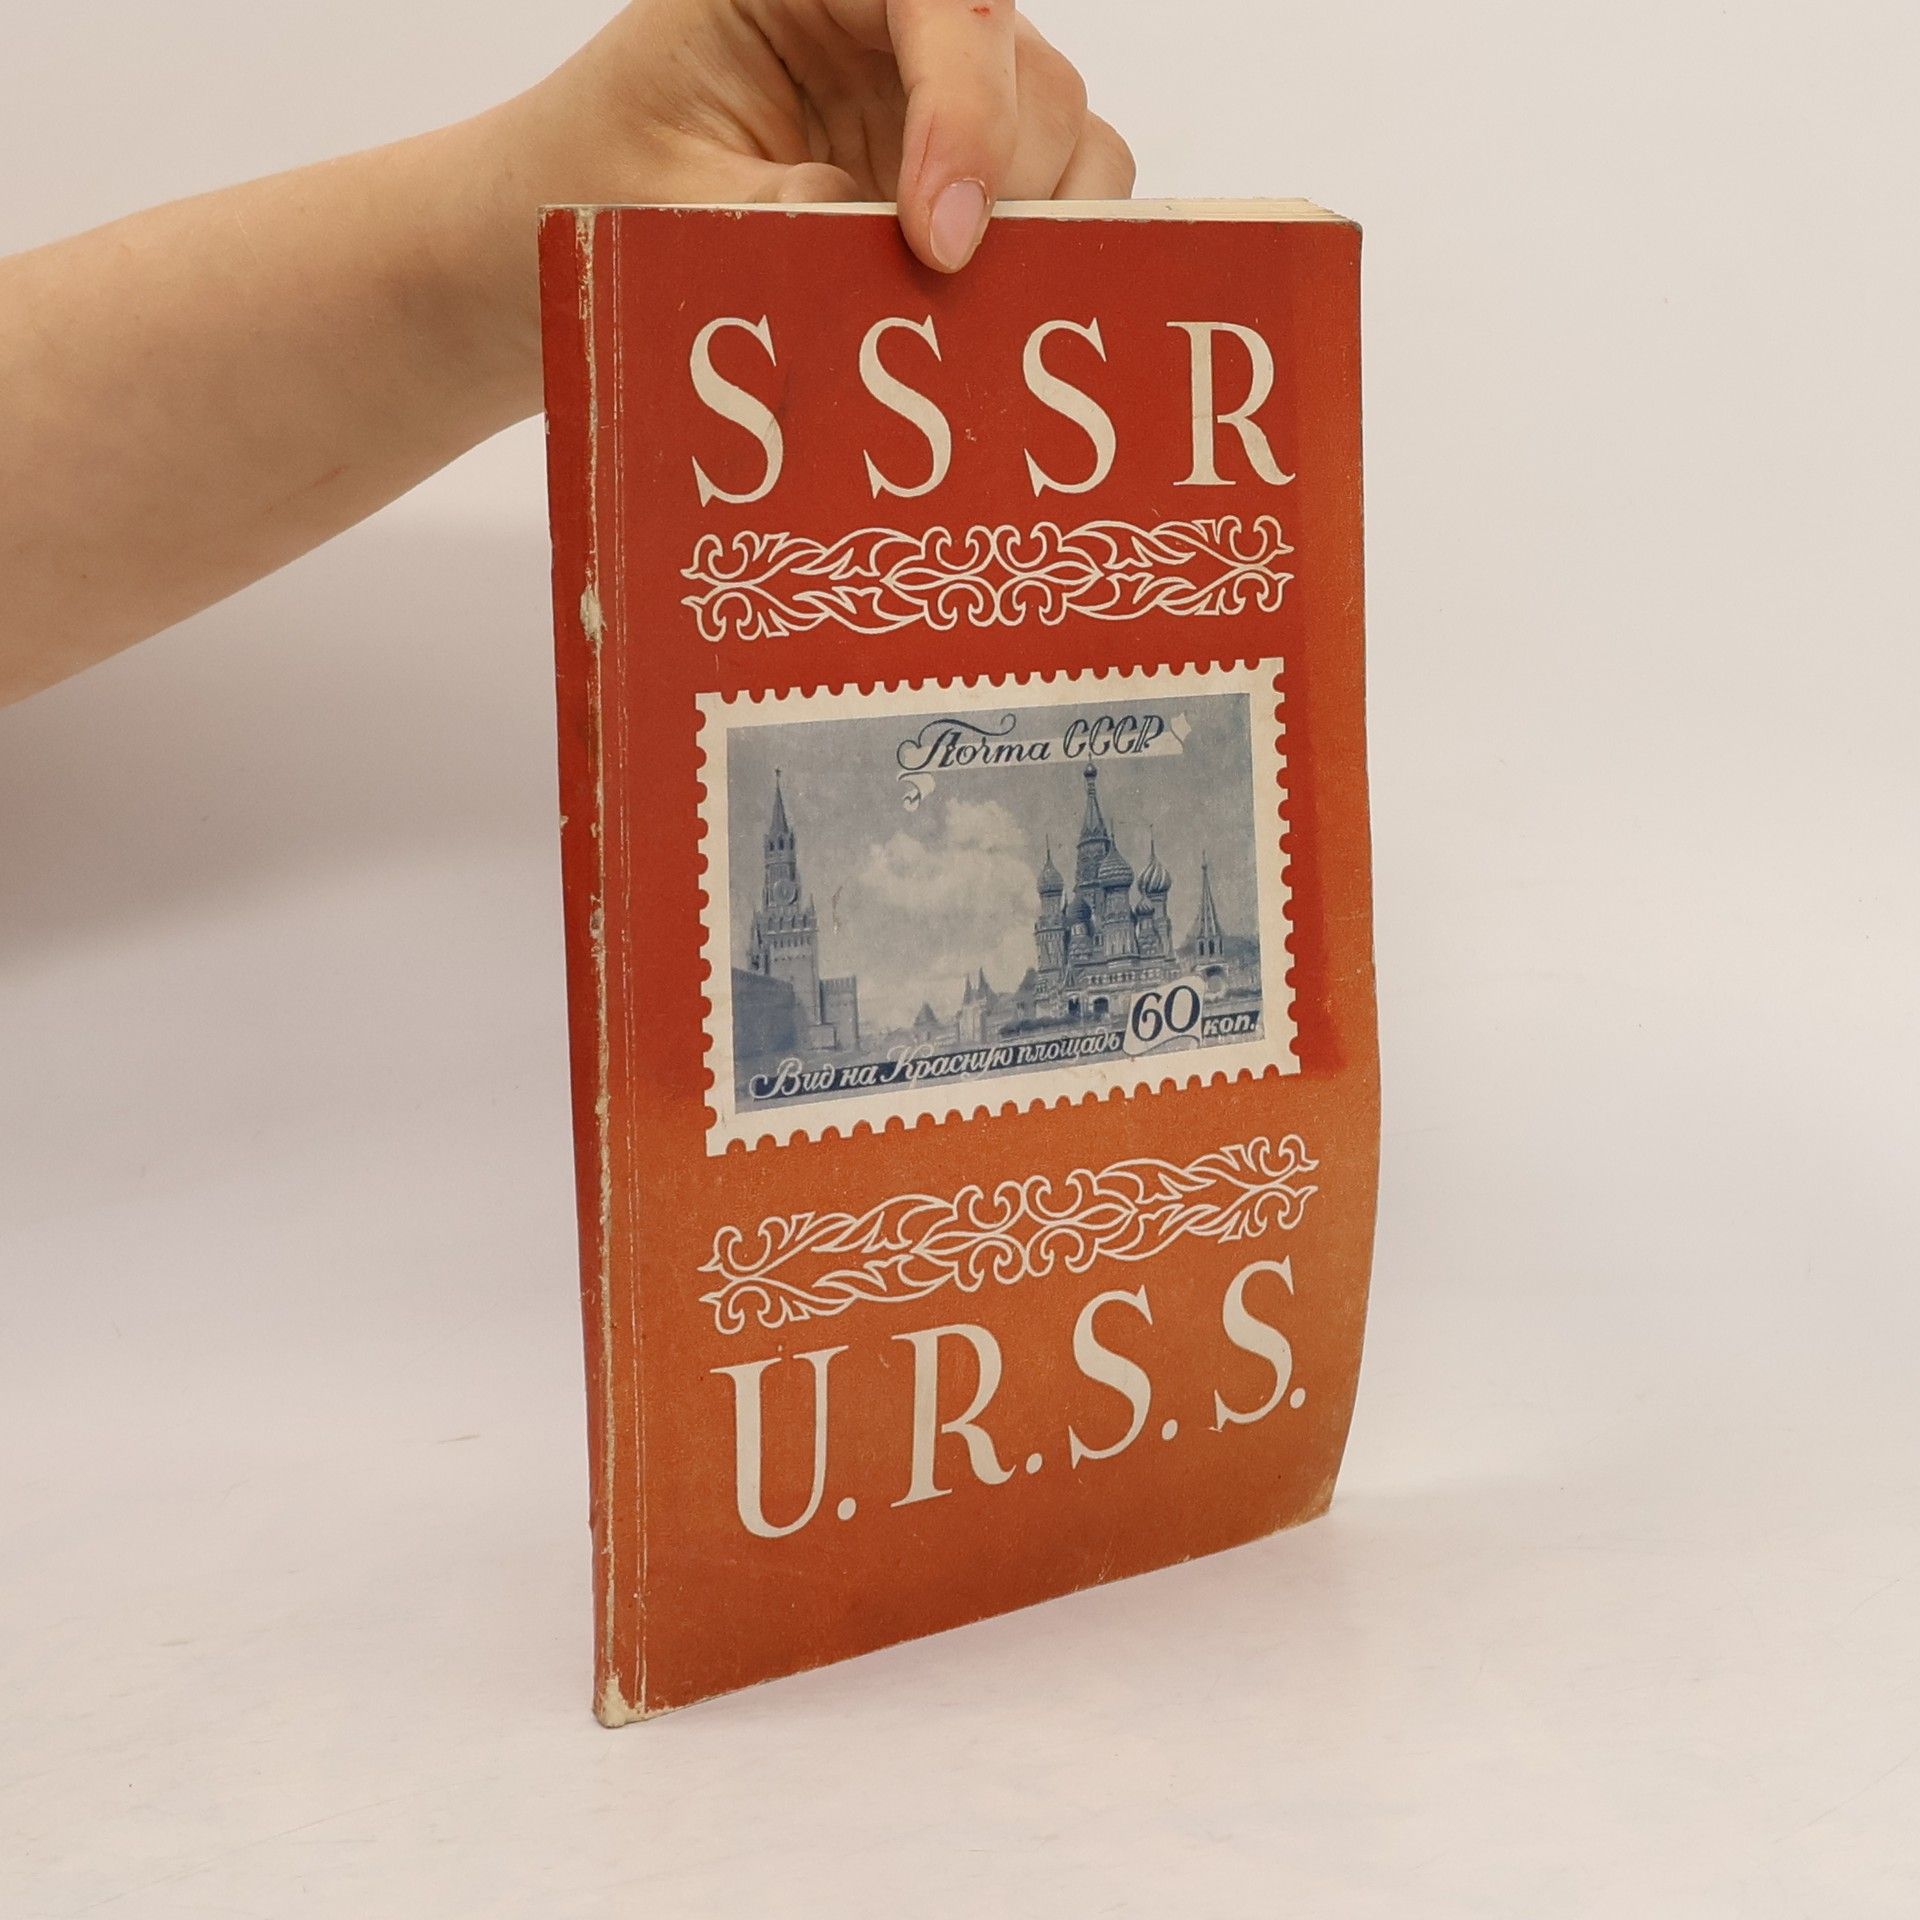 SSSR
Почта СССР
60 коп.
Вид на Красную площадь
U.R.S.S.